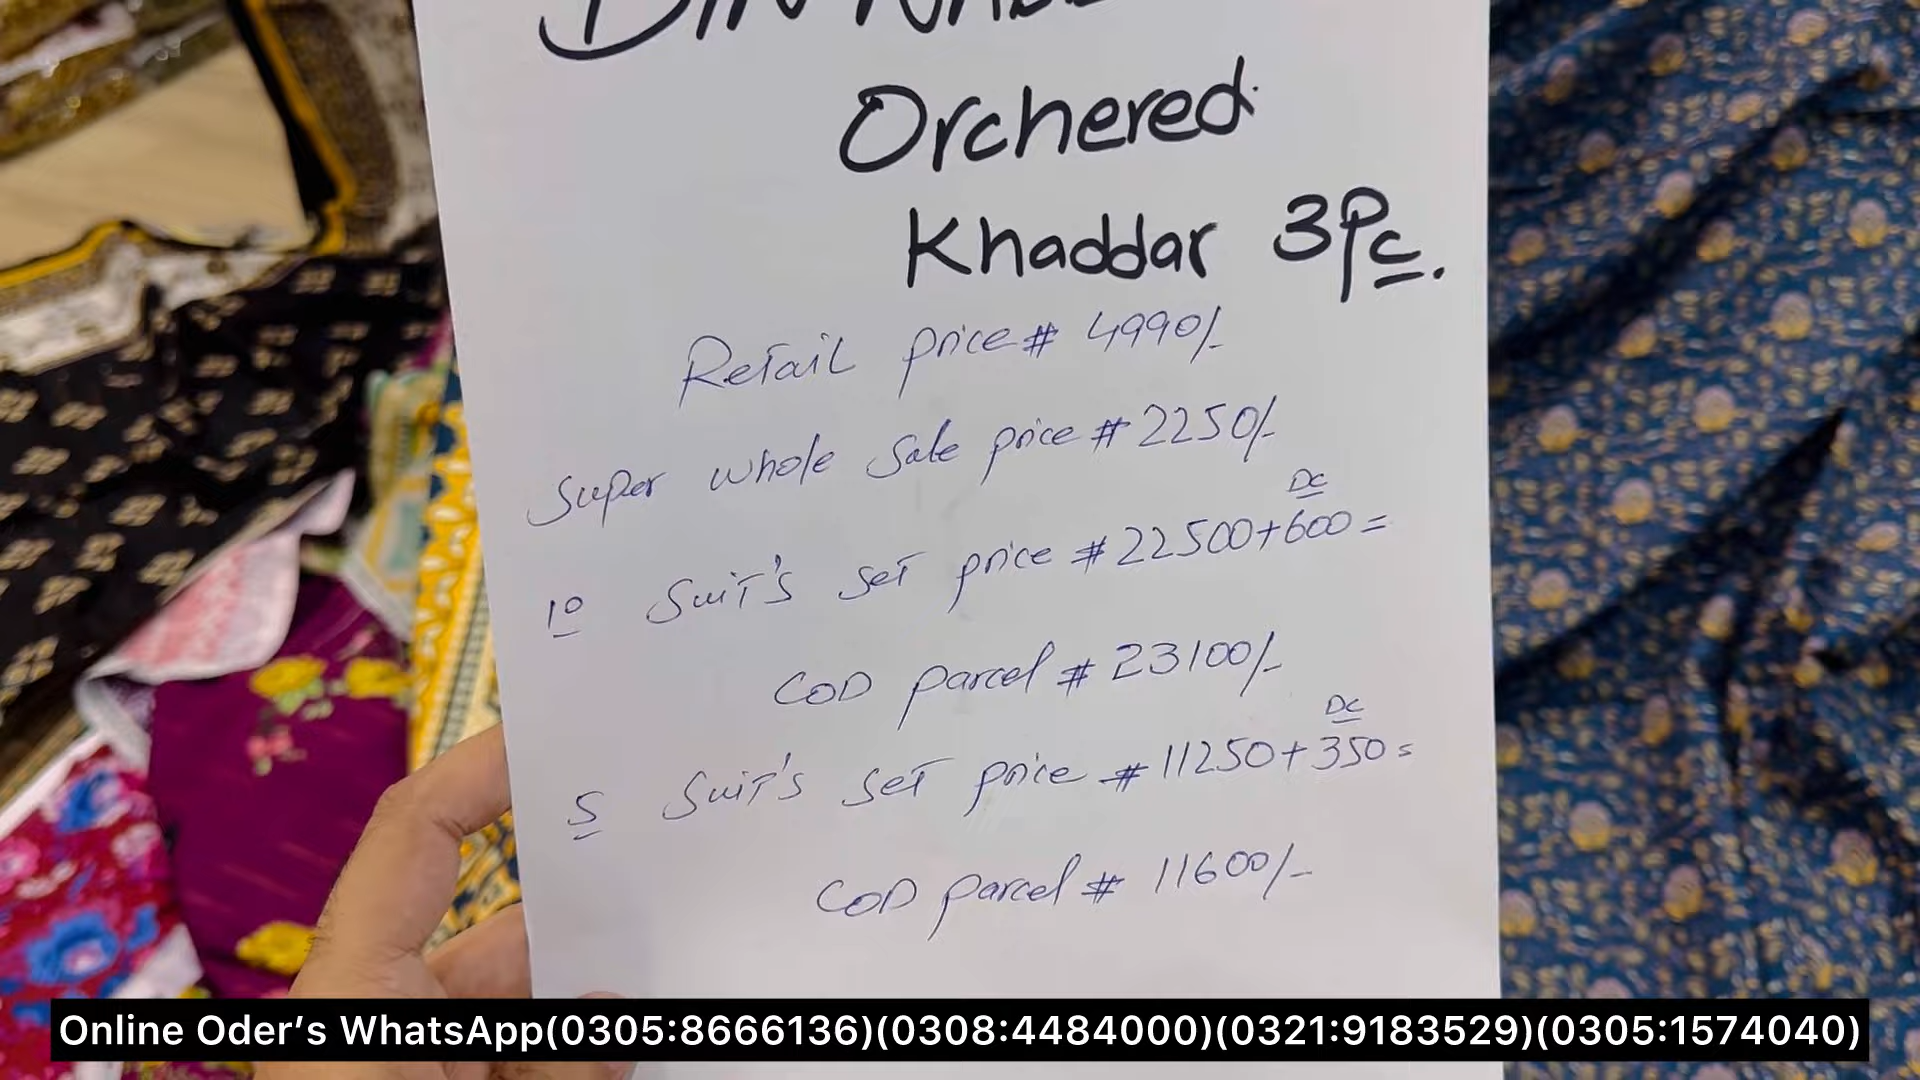 Orchered
Khaddar 3Pc.
Retail price # 4990/-
Super whole sale price # 2250/-
DC
10 Suit's set price # 22500+600=
COD parcel # 23100/-
DC
5 Suit's set price # 11250+350=
COD parcel # 11600/-
Online Oder’s WhatsApp(0305:8666136)(0308:4484000)(0321:9183529)(0305:1574040)